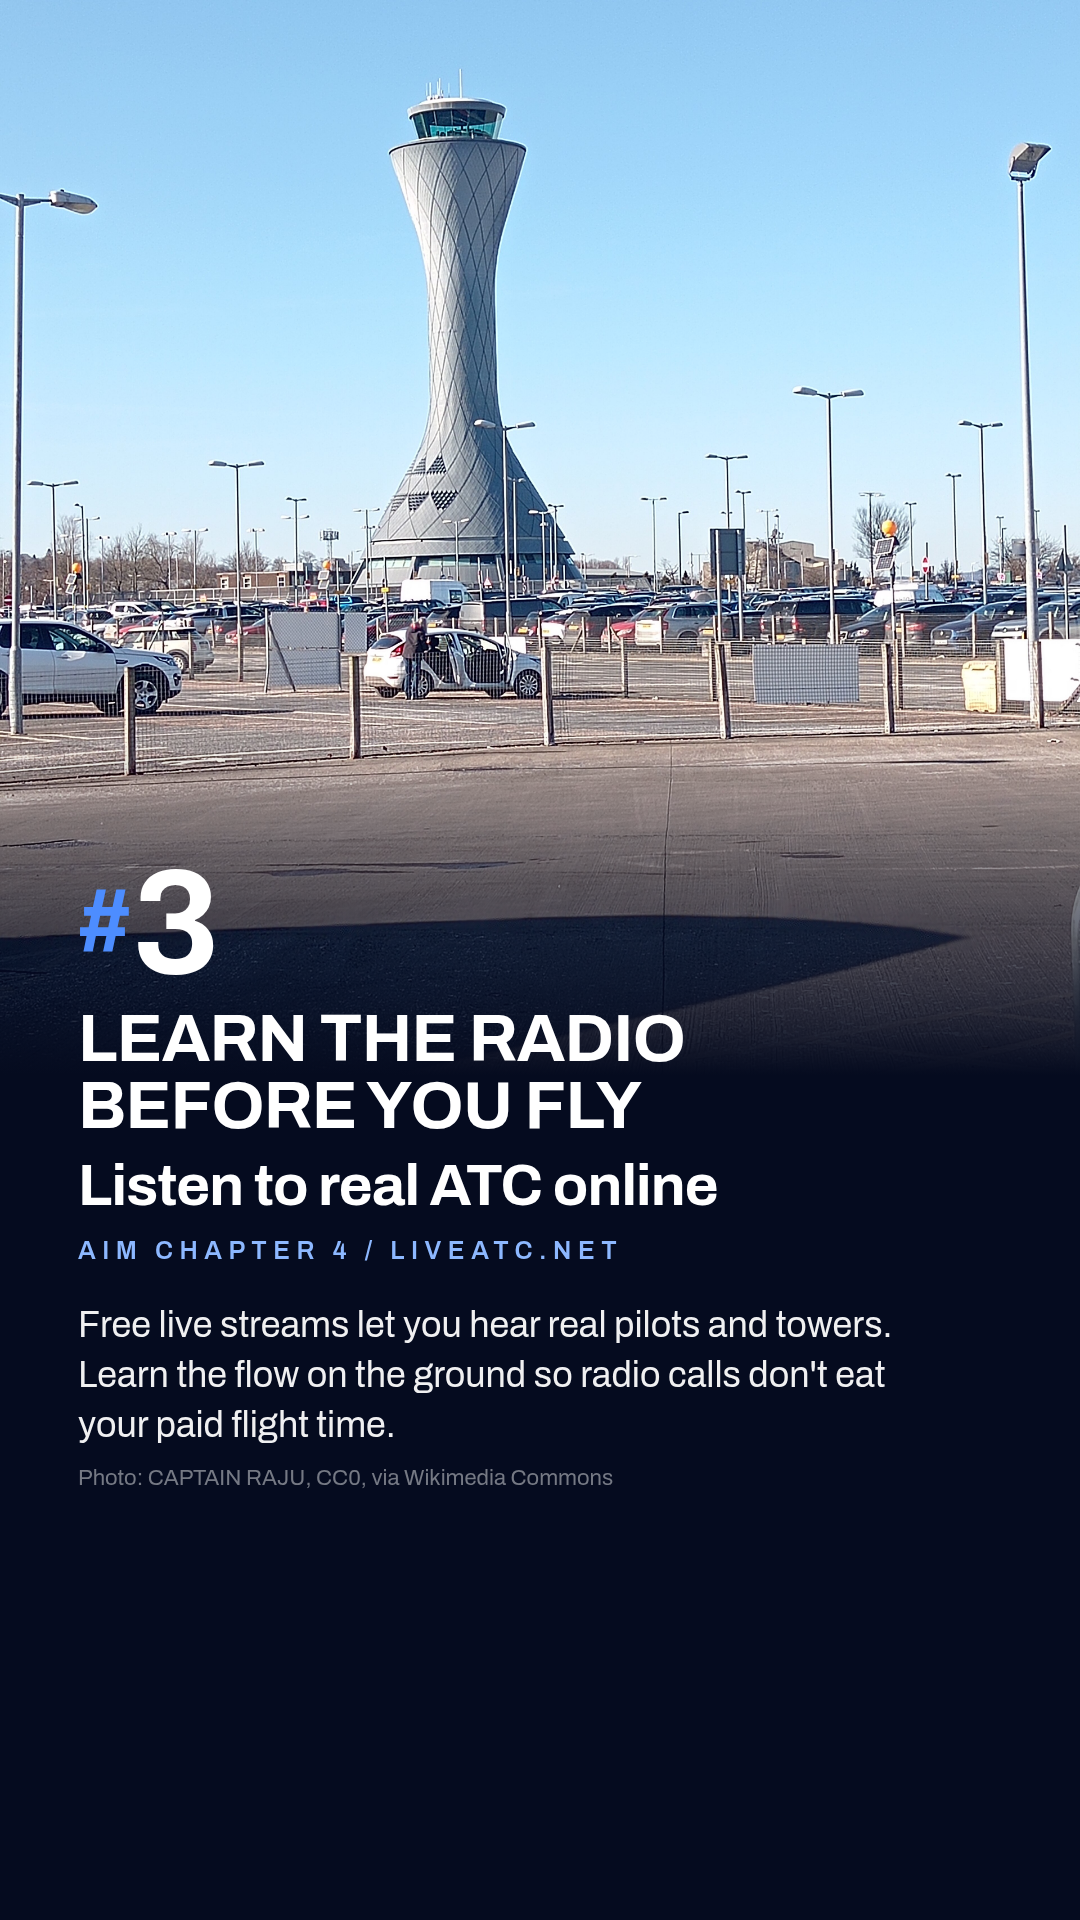 #3
LEARN THE RADIO
BEFORE YOU FLY
Listen to real ATC online
AIM CHAPTER 4 / LIVEATC.NET
Free live streams let you hear real pilots and towers.
Learn the flow on the ground so radio calls don't eat
your paid flight time.
Photo: CAPTAIN RAJU, CC0, via Wikimedia Commons